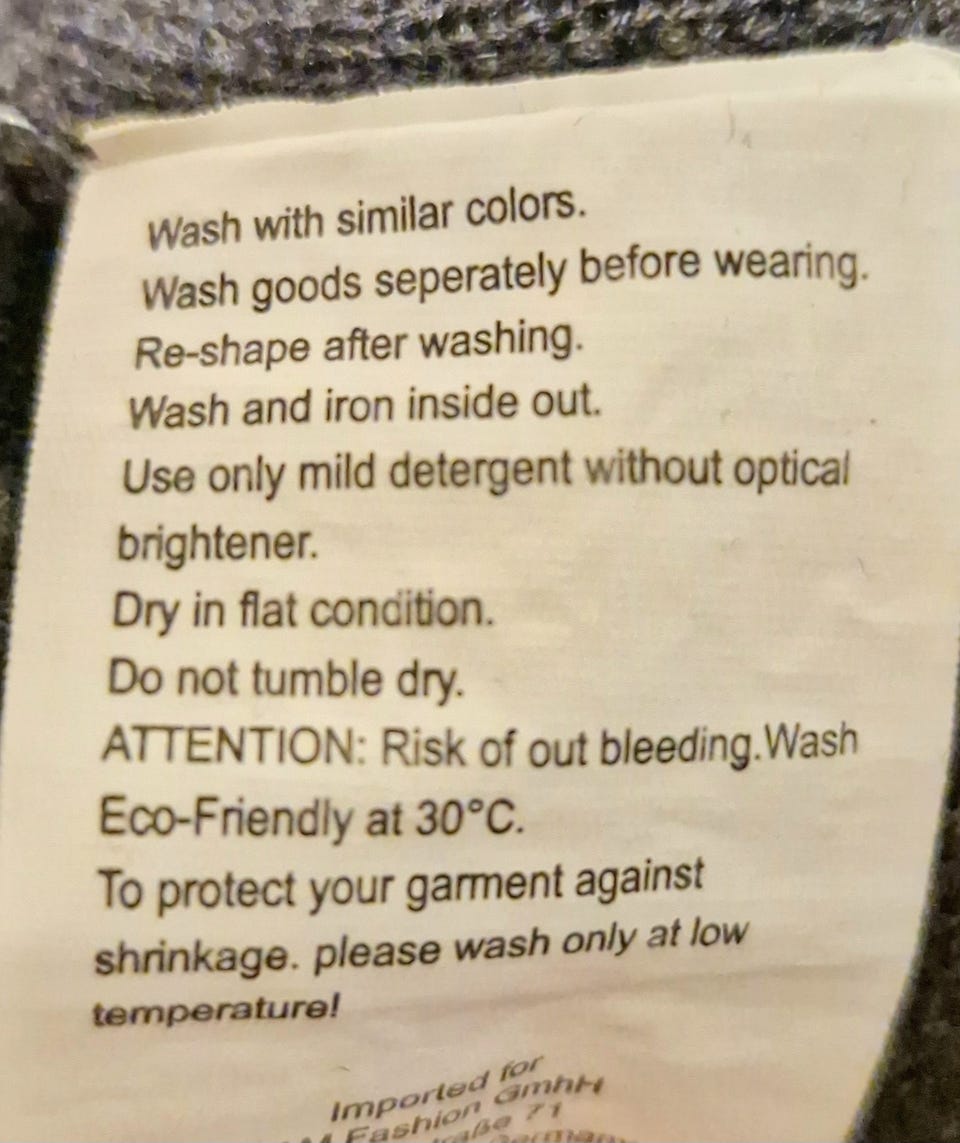 Wash with similar colors.
Wash goods seperately before wearing.
Re-shape after washing.
Wash and iron inside out.
Use only mild detergent without optical
brightener.
Dry in flat condition.
Do not tumble dry.
ATTENTION: Risk of out bleeding.Wash
Eco-Friendly at 30°C.
To protect your garment against
shrinkage. please wash only at low
temperature!
Imported for
Fashion GmhH
71